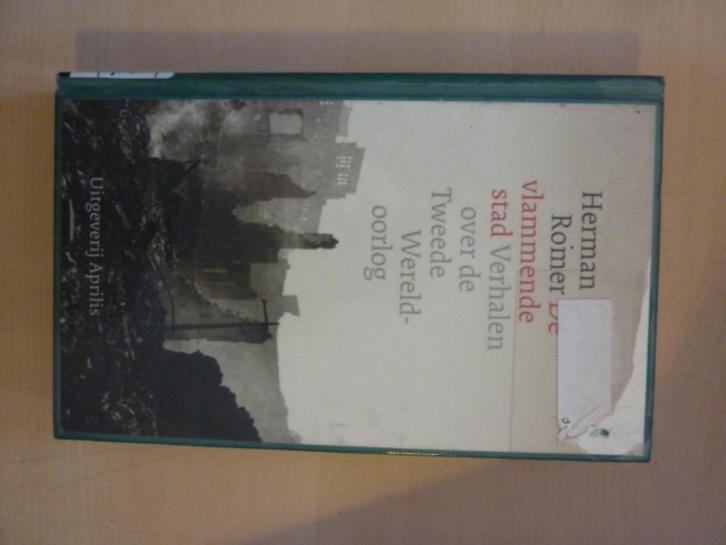 Herman
Romer De
vlammende
stad Verhalen
over de
Tweede
Wereld-
oorlog
Uitgeverij Aprilis